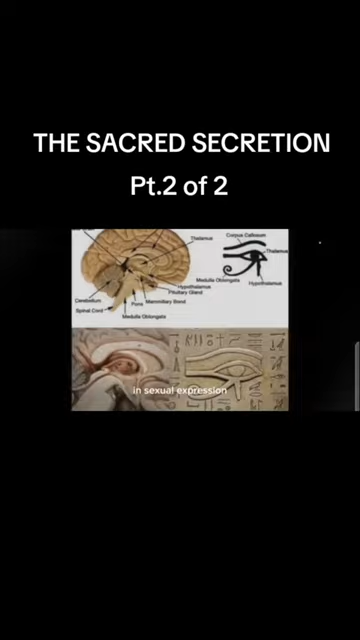 THE SACRED SECRETION
Pt.2 of 2
Thalamus
Hypothalamus
Pituitary Gland
Mammillary Gland
Pons
Medulla Oblongata
Cerebellum
Spinal Cord
Corpus Callosum
Thalamus
Medulla Oblongata
Hypothalamus
in sexual expression